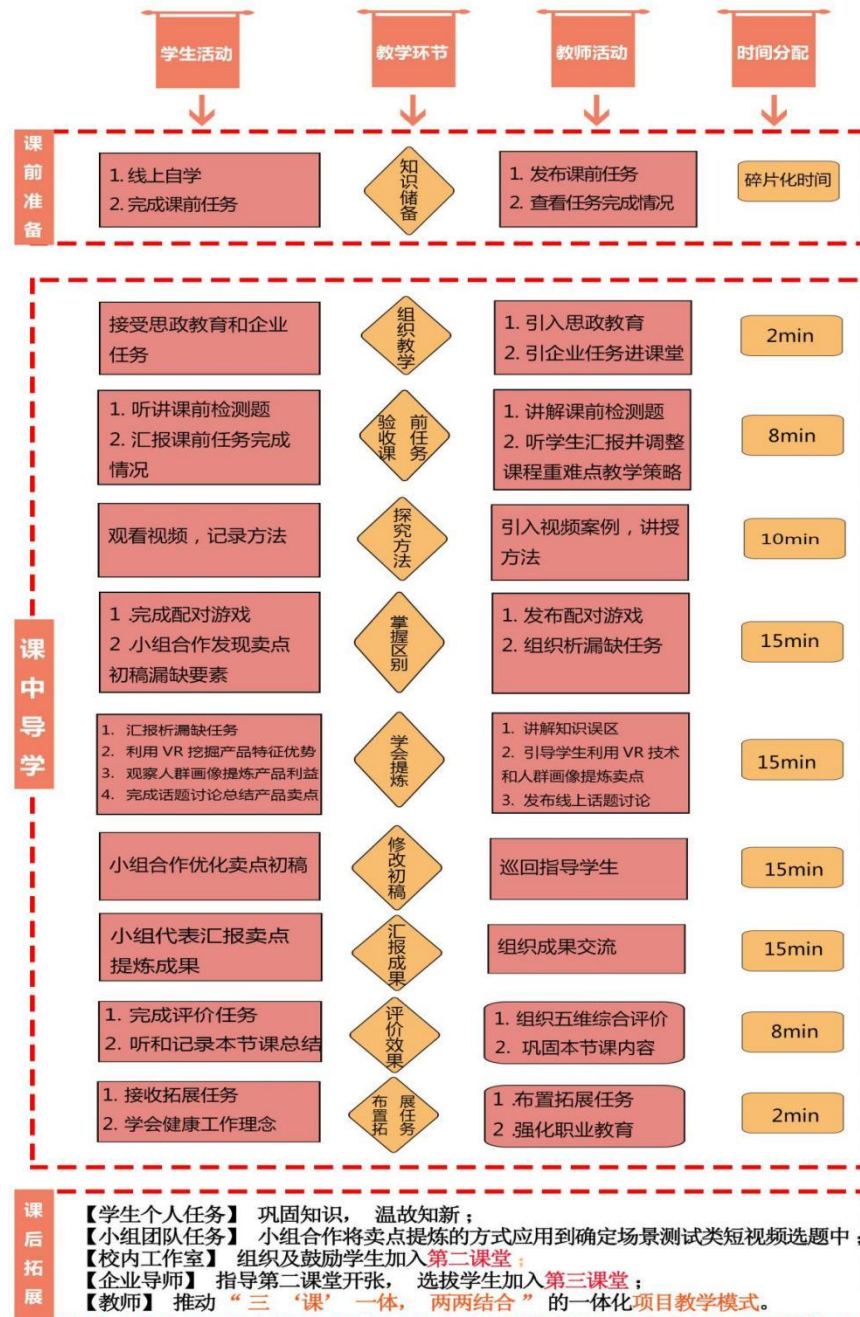 学生活动 教学环节 教师活动 时间分配
课前准备
1. 线上自学
2. 完成课前任务
知识储备
1. 发布课前任务
2. 查看任务完成情况
碎片化时间
课中导学
接受思政教育和企业
任务
组织教学
1. 引入思政教育
2. 引企业任务进课堂
2min
1. 听讲课前检测题
2. 汇报课前任务完成
情况
验收课前任务
1. 讲解课前检测题
2. 听学生汇报并调整
课程重难点教学策略
8min
观看视频，记录方法
探究方法
引入视频案例，讲授
方法
10min
1.完成配对游戏
2.小组合作发现卖点
初稿漏缺要素
掌握区别
1. 发布配对游戏
2. 组织析漏缺任务
15min
1. 汇报析漏缺任务
2. 利用 VR 挖掘产品特征优势
3. 观察人群画像提炼产品利益
4. 完成话题讨论总结产品卖点
学会提炼
1. 讲解知识误区
2. 引导学生利用 VR 技术
和人群画像提炼卖点
3. 发布线上话题讨论
15min
小组合作优化卖点初稿
修改初稿
巡回指导学生
15min
小组代表汇报卖点
提炼成果
汇报成果
组织成果交流
15min
1. 完成评价任务
2. 听和记录本节课总结
评价效果
1. 组织五维综合评价
2. 巩固本节课内容
8min
1. 接收拓展任务
2. 学会健康工作理念
布置拓展任务
1.布置拓展任务
2.强化职业教育
2min
课后拓展
【学生个人任务】 巩固知识， 温故知新；
【小组团队任务】 小组合作将卖点提炼的方式应用到确定场景测试类短视频选题中；
【校内工作室】 组织及鼓励学生加入第二课堂；
【企业导师】 指导第二课堂开张， 选拔学生加入第三课堂；
【教师】 推动 “三 ‘课’ 一体， 两两结合” 的一体化项目教学模式。